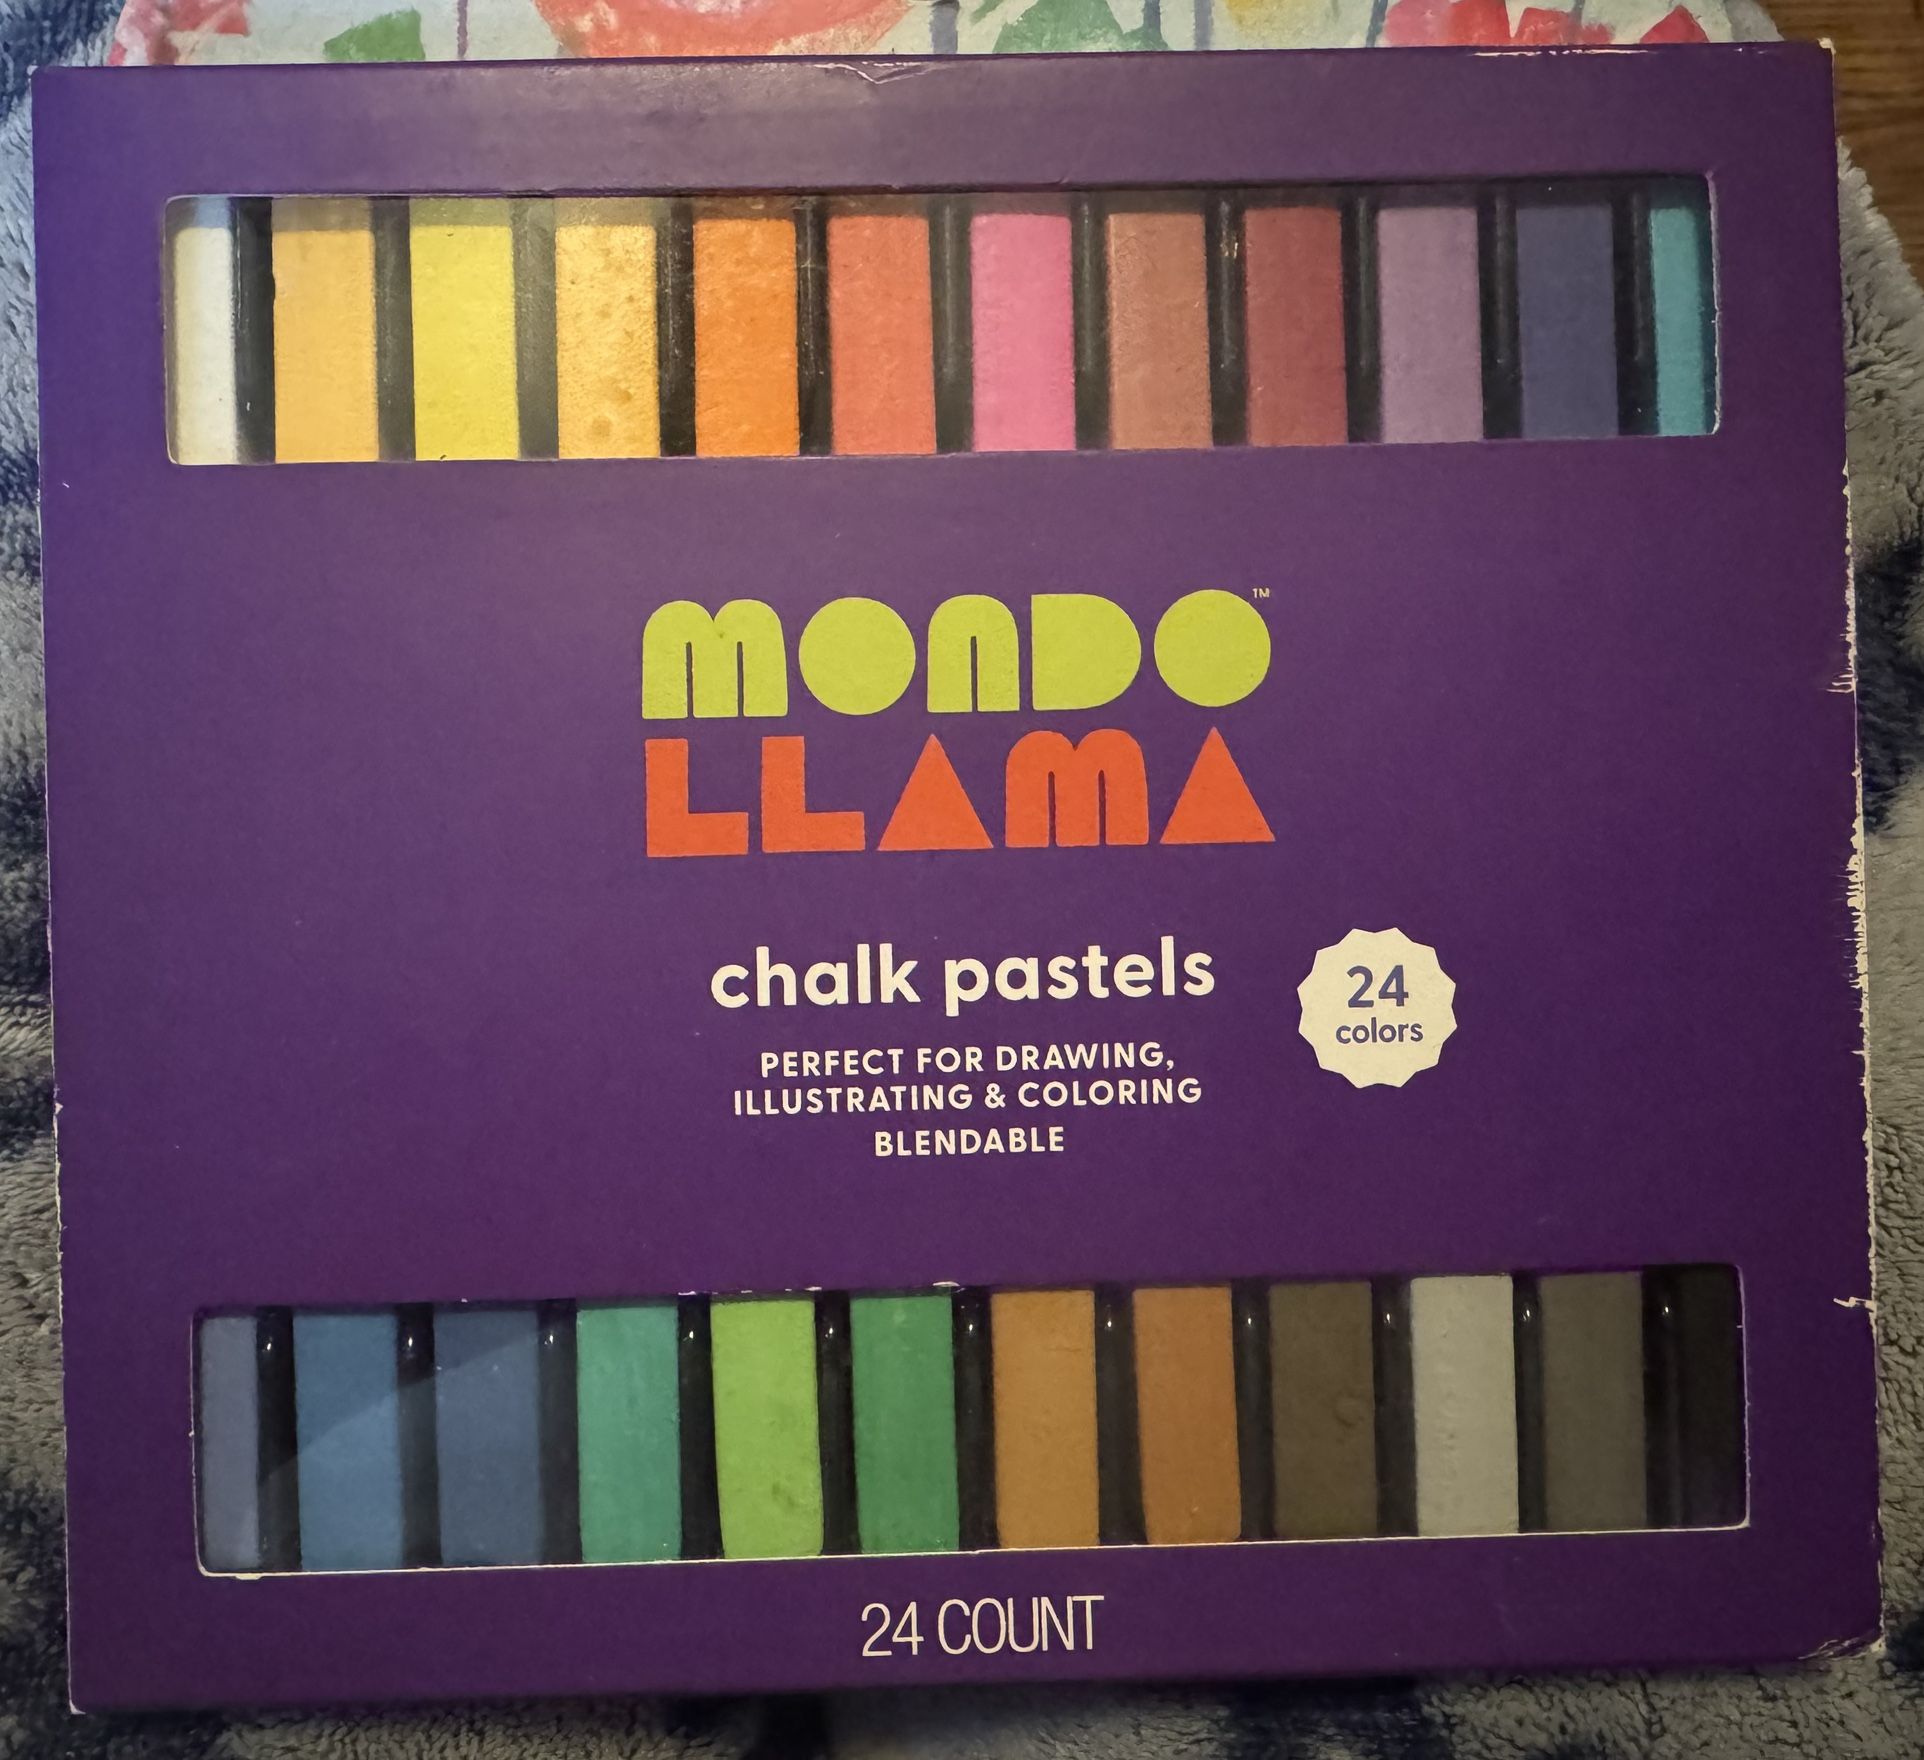 MONDO™
LLAMA
chalk pastels
24
colors
PERFECT FOR DRAWING,
ILLUSTRATING & COLORING
BLENDABLE
24 COUNT